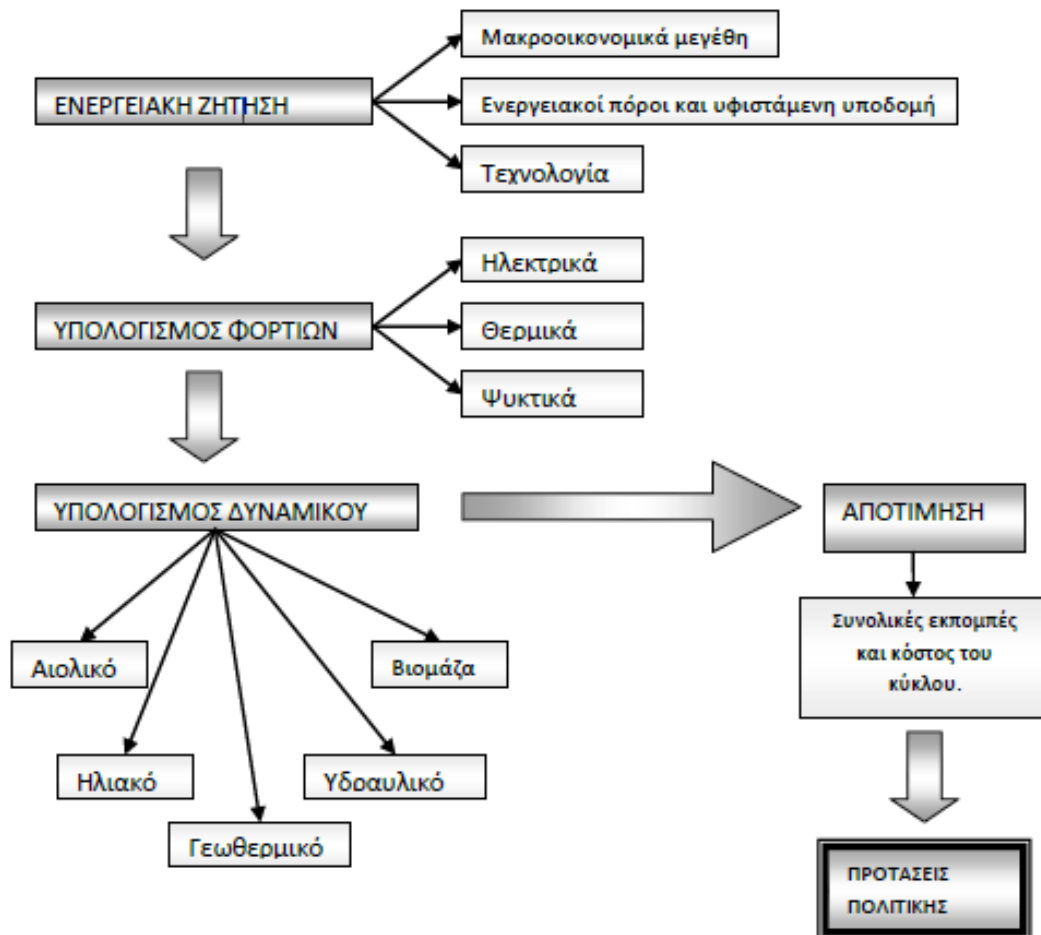 Μακροοικονομικά μεγέθη
ΕΝΕΡΓΕΙΑΚΗ ΖΗΤΗΣΗ
Ενεργειακοί πόροι και υφιστάμενη υποδομή
Τεχνολογία
Ηλεκτρικά
ΥΠΟΛΟΓΙΣΜΟΣ ΦΟΡΤΙΩΝ
Θερμικά
Ψυκτικά
ΥΠΟΛΟΓΙΣΜΟΣ ΔΥΝΑΜΙΚΟΥ
ΑΠΟΤΙΜΗΣΗ
Αιολικό
Βιομάζα
Ηλιακό
Υδραυλικό
Γεωθερμικό
Συνολικές εκπομπές
και κόστος του
κύκλου.
ΠΡΟΤΑΣΕΙΣ
ΠΟΛΙΤΙΚΗΣ